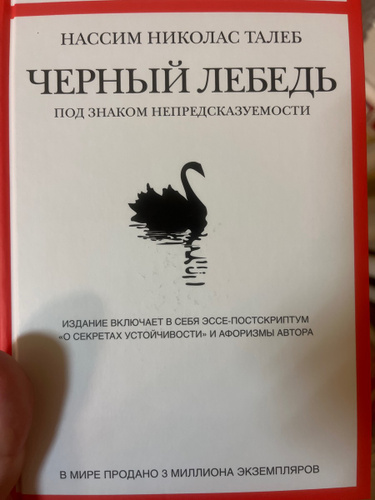 НАССИМ НИКОЛАС ТАЛЕБ
ЧЕРНЫЙ ЛЕБЕДЬ
ПОД ЗНАКОМ НЕПРЕДСКАЗУЕМОСТИ
ИЗДАНИЕ ВКЛЮЧАЕТ В СЕБЯ ЭССЕ-ПОСТСКРИПТУМ
«О СЕКРЕТАХ УСТОЙЧИВОСТИ» И АФОРИЗМЫ АВТОРА
В МИРЕ ПРОДАНО 3 МИЛЛИОНА ЭКЗЕМПЛЯРОВ